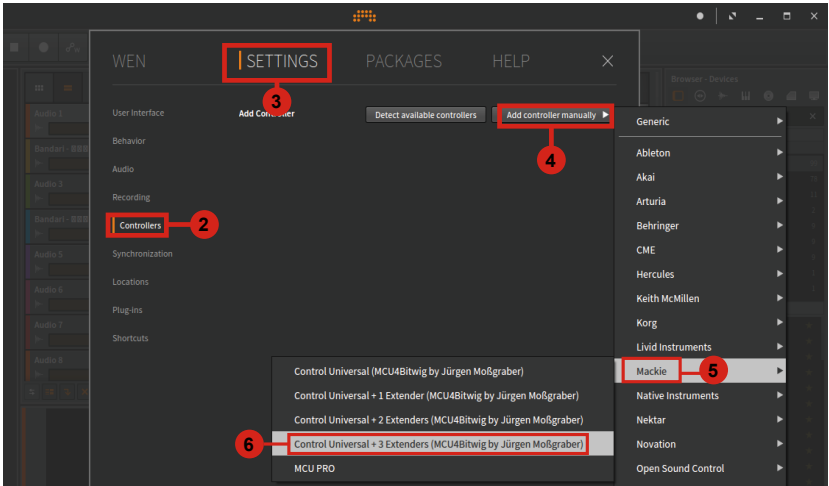 WEN SETTINGS PACKAGES HELP
3
Browser - Devices
User Interface
Add Controller
Detect available controllers
Add controller manually
4
Behavior
Audio
Recording
Controllers
2
Synchronization
Locations
Plug-ins
Shortcuts
Audio 1
Bandari -
Audio 3
Bandari -
Audio 5
Audio 6
Audio 7
Audio 8
Generic
Ableton
Akai
Arturia
Behringer
CME
Hercules
Keith McMillen
Korg
Livid Instruments
Mackie
5
Native Instruments
Nektar
Novation
Open Sound Control
Control Universal (MCU4Bitwig by Jürgen Moßgraber)
Control Universal + 1 Extender (MCU4Bitwig by Jürgen Moßgraber)
Control Universal + 2 Extenders (MCU4Bitwig by Jürgen Moßgraber)
6
Control Universal + 3 Extenders (MCU4Bitwig by Jürgen Moßgraber)
MCU PRO